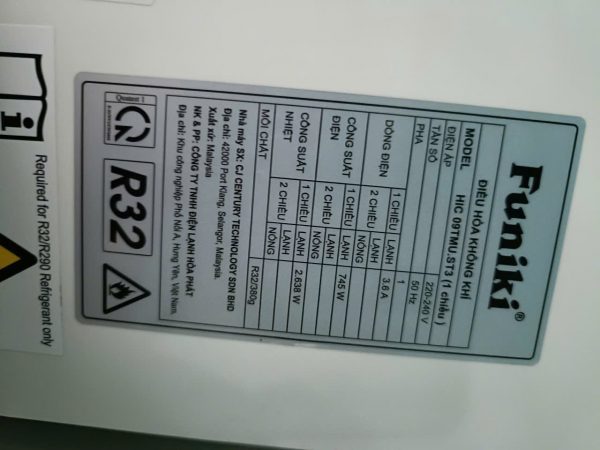 Funiki®
ĐIỀU HÒA KHÔNG KHÍ
MODEL HIC 09TMU.ST3 (1 chiều)
ĐIỆN ÁP 220-240 V
TẦN SỐ 50 Hz
PHA 1
DÒNG ĐIỆN 1 CHIỀU LẠNH 3.6 A
2 CHIỀU LẠNH
NÓNG
CÔNG SUẤT ĐIỆN 1 CHIỀU LẠNH 745 W
2 CHIỀU LẠNH
NÓNG
CÔNG SUẤT NHIỆT 1 CHIỀU LẠNH 2.638 W
2 CHIỀU LẠNH
NÓNG
MÔI CHẤT R32/380g
Nhà máy SX: CJ CENTURY TECHNOLOGY SDN BHD
Địa chỉ: 42000 Port Klang, Selangor, Malaysia.
Xuất xứ: Malaysia
NK & PP: CÔNG TY TNHH ĐIỆN LẠNH HÒA PHÁT
Địa chỉ: Khu công nghiệp Phố Nối A, Hưng Yên, Việt Nam.
Quatest 1
R32
Required for R32/R290 Refrigerant only